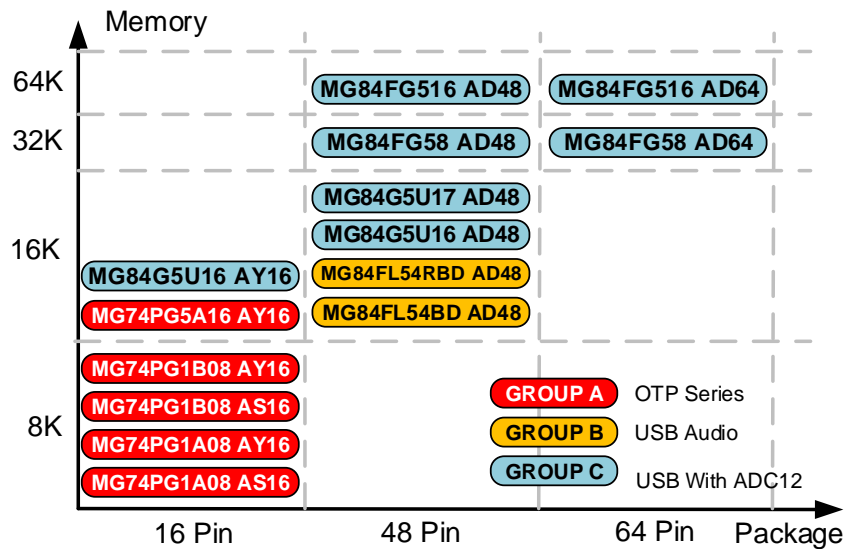 Memory
64K
MG84FG516 AD48
MG84FG516 AD64
32K
MG84FG58 AD48
MG84FG58 AD64
16K
MG84G5U17 AD48
MG84G5U16 AD48
MG84G5U16 AY16
MG84FL54RBD AD48
MG74PG5A16 AY16
MG84FL54BD AD48
8K
MG74PG1B08 AY16
MG74PG1B08 AS16
MG74PG1A08 AY16
MG74PG1A08 AS16
GROUP A OTP Series
GROUP B USB Audio
GROUP C USB With ADC12
16 Pin
48 Pin
64 Pin
Package